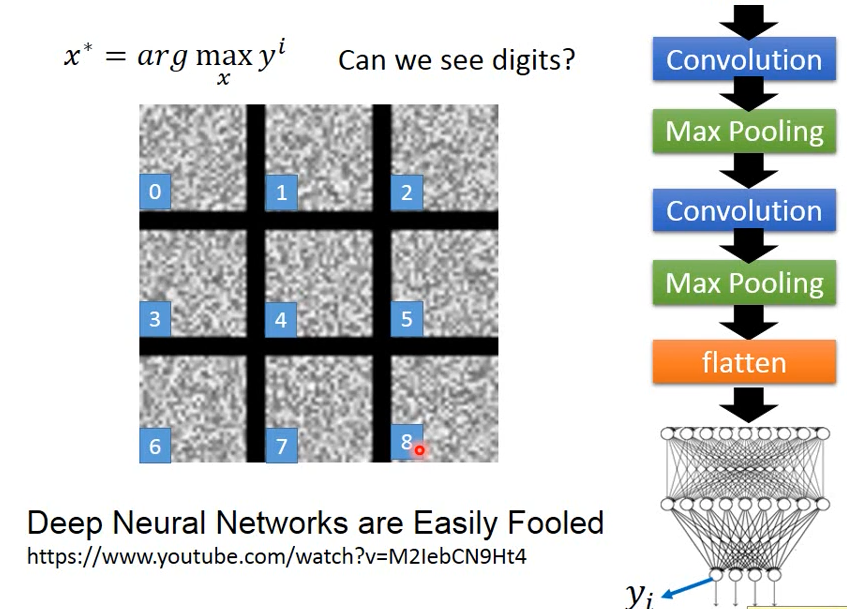 x* = arg max y^i
x
Can we see digits?
0
1
2
3
4
5
6
7
8
Deep Neural Networks are Easily Fooled
https://www.youtube.com/watch?v=M2IebCN9Ht4
Convolution
Max Pooling
Convolution
Max Pooling
flatten
y_i